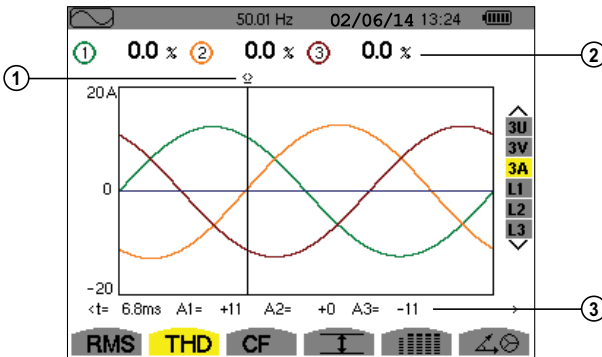 50.01 Hz 02/06/14 13:24
1 0.0 % 2 0.0 % 3 0.0 %
2
1
20 A
0
-20
3U
3V
3A
L1
L2
L3
<t= 6.8ms A1= +11 A2= +0 A3= -11 >
3
RMS THD CF